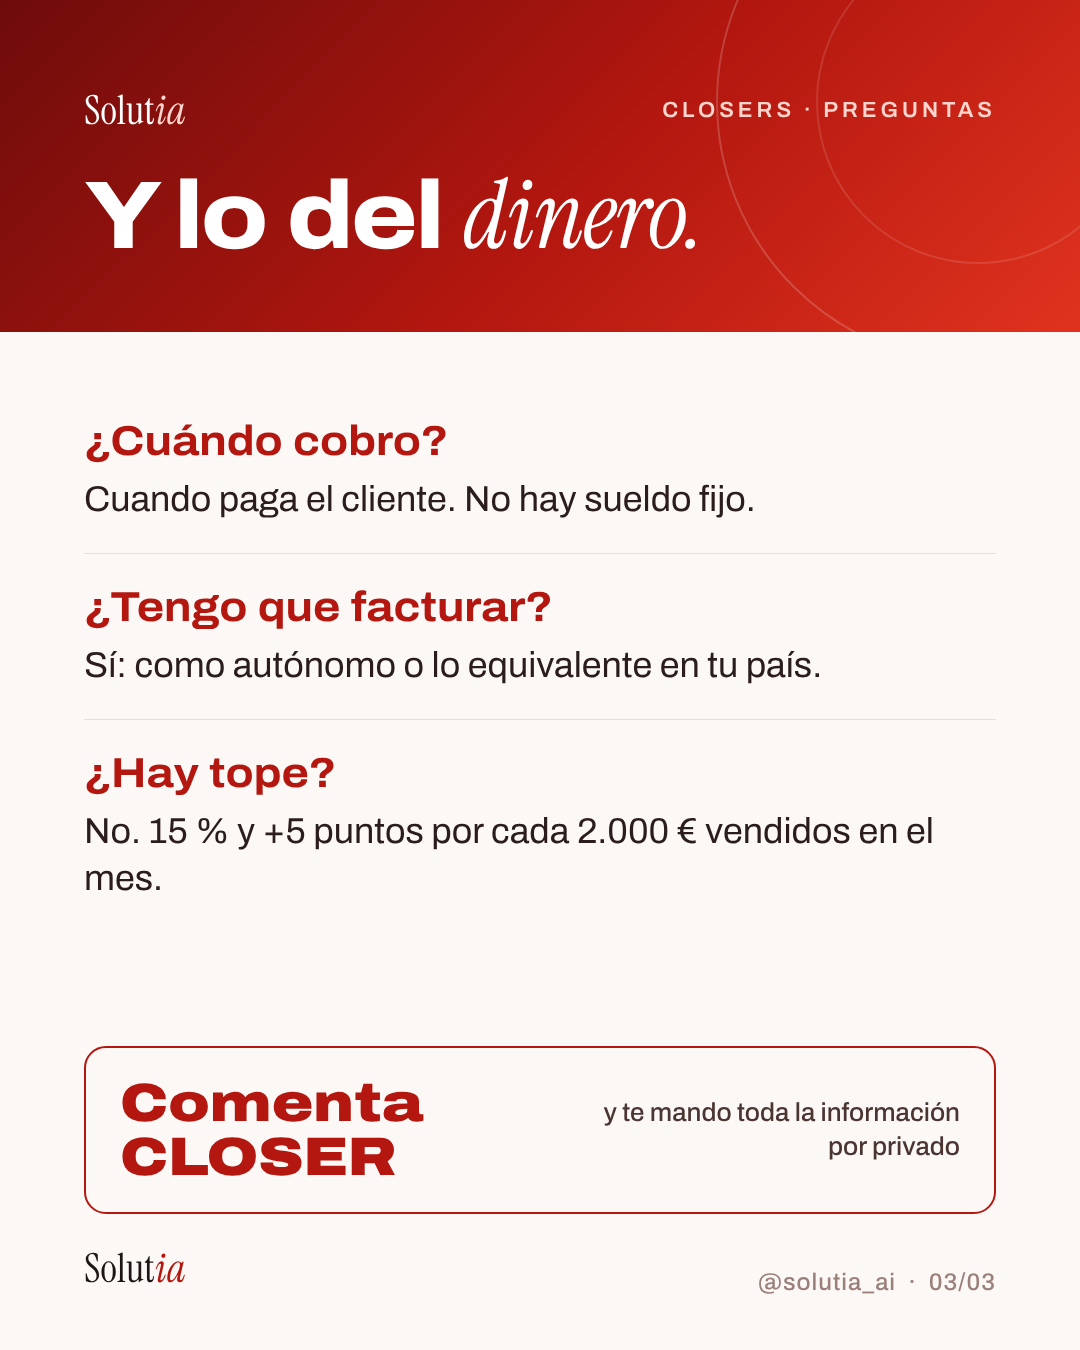 Solutia
CLOSERS · PREGUNTAS
Y lo del dinero.
¿Cuándo cobro?
Cuando paga el cliente. No hay sueldo fijo.
¿Tengo que facturar?
Sí: como autónomo o lo equivalente en tu país.
¿Hay tope?
No. 15 % y +5 puntos por cada 2.000 € vendidos en el
mes.
Comenta
CLOSER
y te mando toda la información
por privado
Solutia
@solutia_ai · 03/03